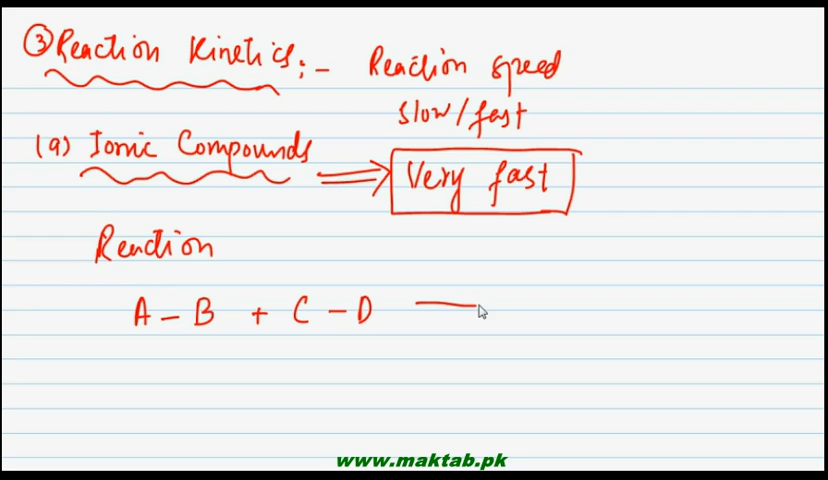 ③ Reaction Kinetics :- Reaction speed
slow/fast
(a) Ionic Compounds ⇒ Very fast
Reaction
A - B + C - D —
www.maktab.pk